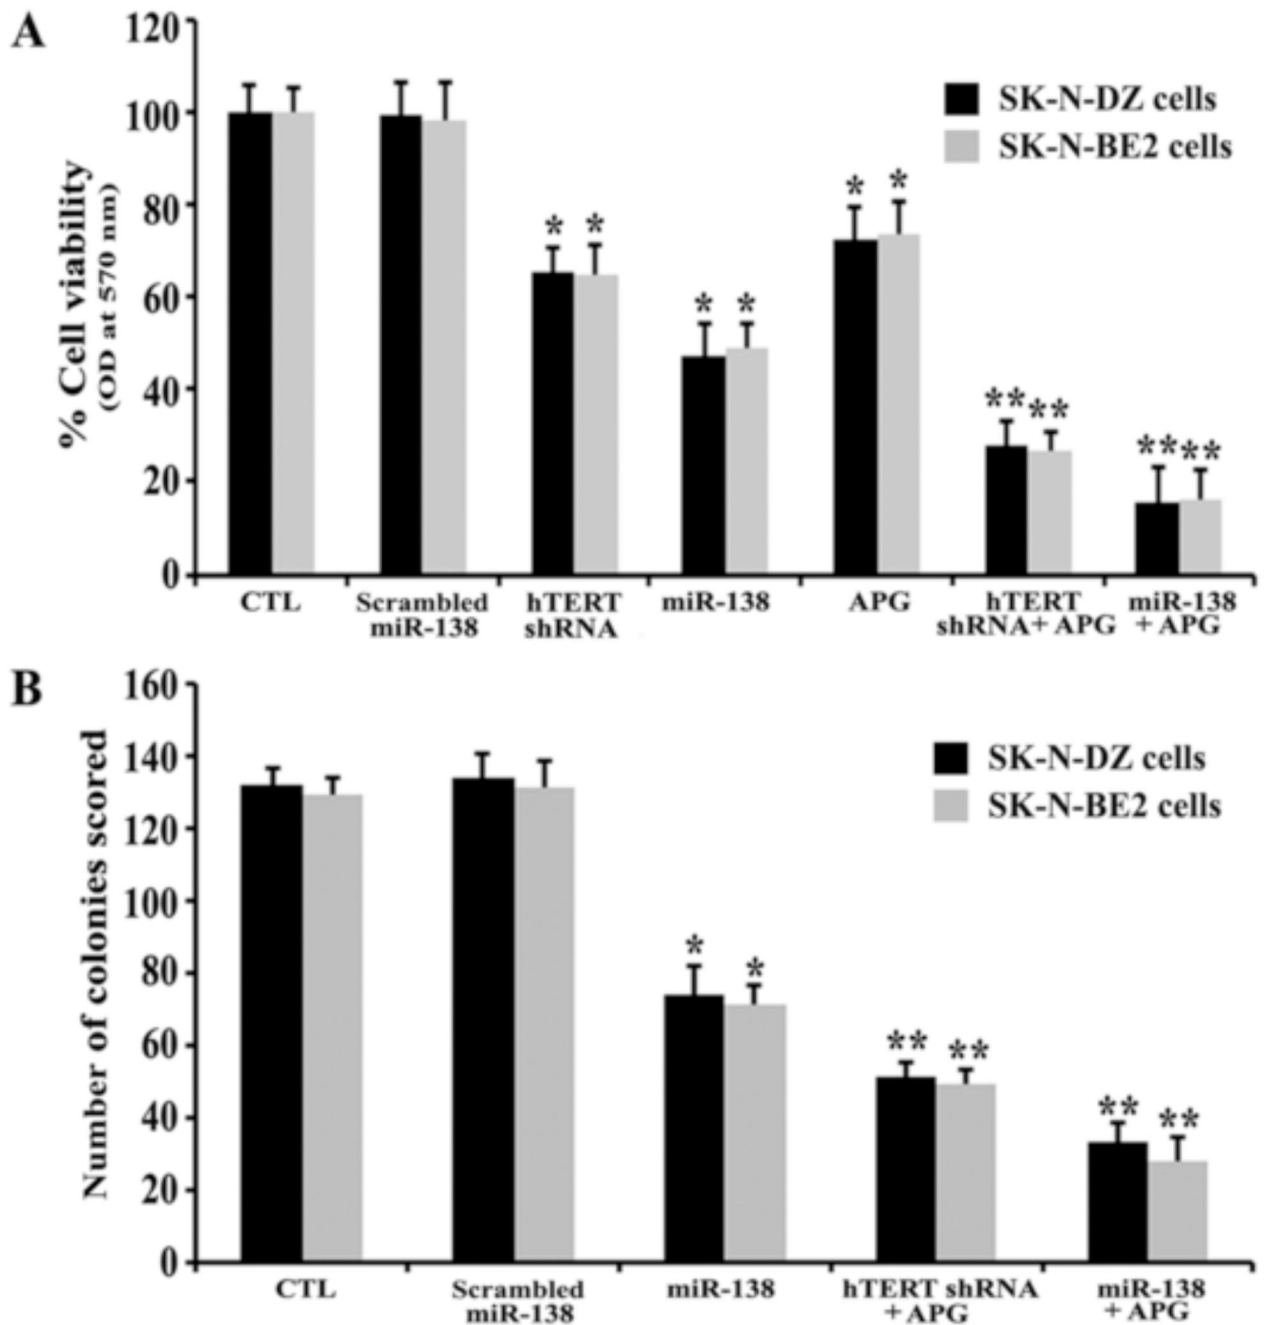 A
120
100
80
60
40
20
0
% Cell viability
(OD at 570 nm)
SK-N-DZ cells
SK-N-BE2 cells
* *
* *
* *
** **
** **
CTL
Scrambled
miR-138
hTERT
shRNA
miR-138
APG
hTERT
shRNA+APG
miR-138
+ APG
B
160
140
120
100
80
60
40
20
0
Number of colonies scored
SK-N-DZ cells
SK-N-BE2 cells
* *
** **
** **
CTL
Scrambled
miR-138
miR-138
hTERT shRNA
+ APG
miR-138
+ APG